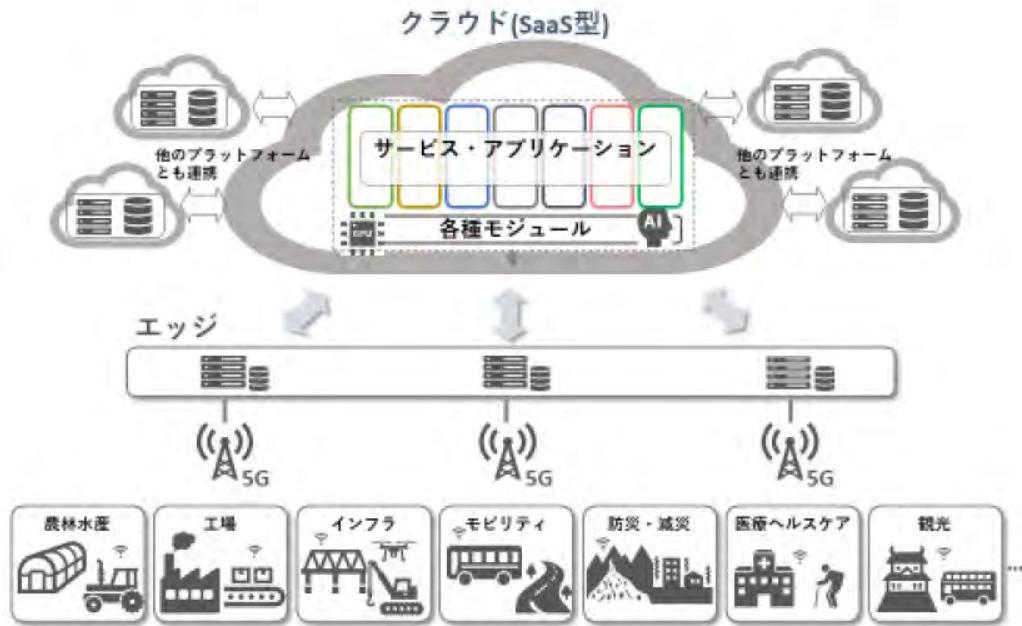 クラウド(SaaS型)
サービス・アプリケーション
他のプラットフォーム
とも連携
他のプラットフォーム
とも連携
CPU
各種モジュール
AI
エッジ
5G
5G
5G
農林水産
工場
インフラ
モビリティ
防災・減災
医療ヘルスケア
観光
...